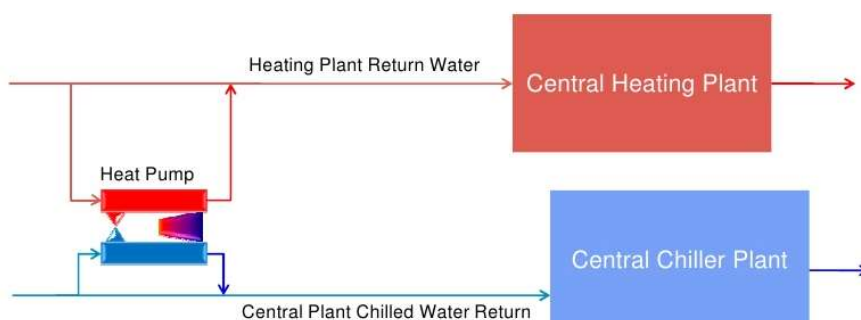 Heating Plant Return Water
Central Heating Plant
Heat Pump
Central Chiller Plant
Central Plant Chilled Water Return